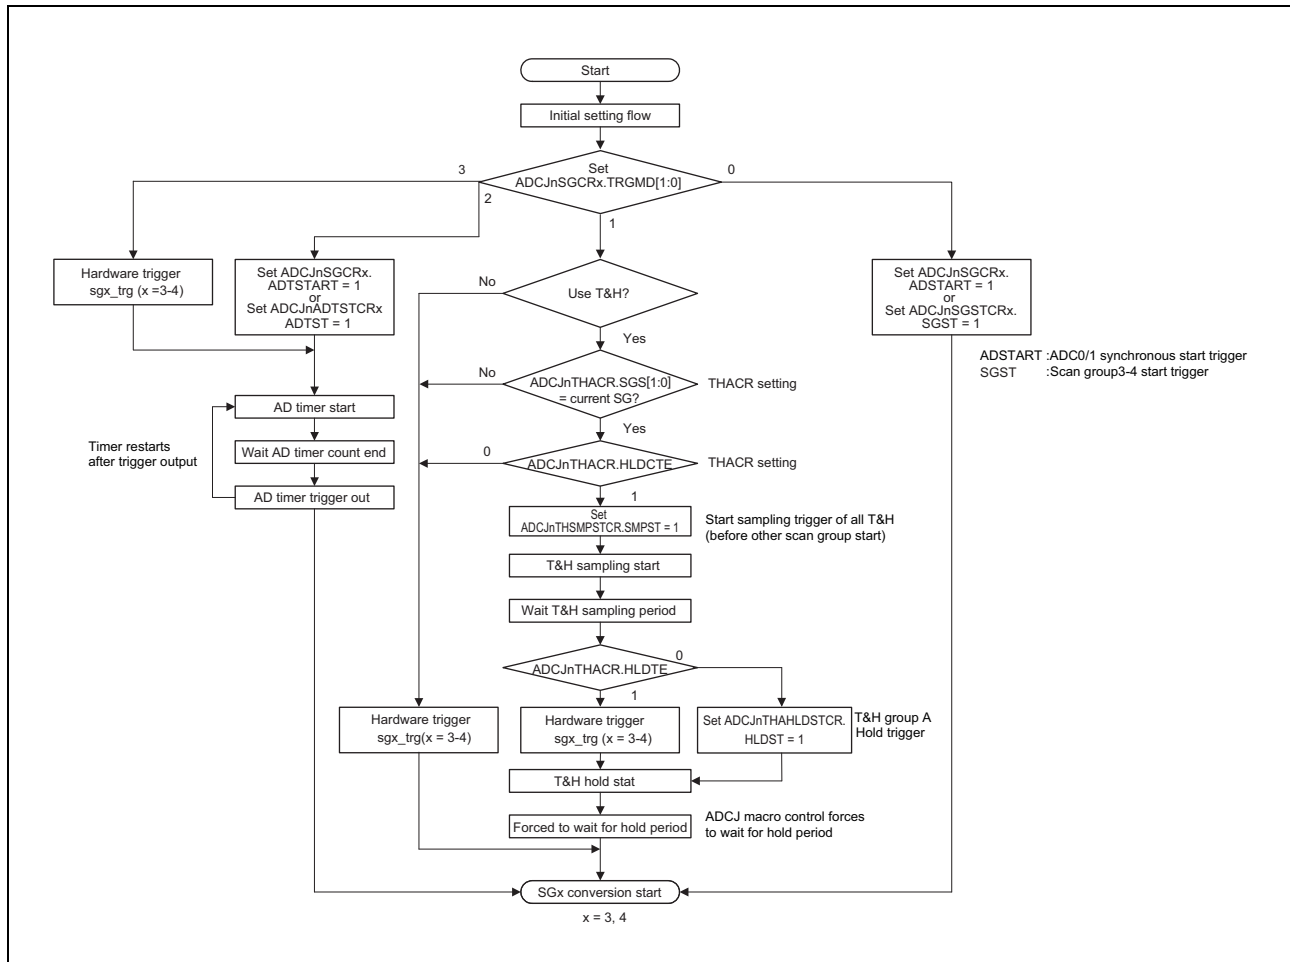 Start
Initial setting flow
Set
ADCJnSGCRx.TRGMD[1:0]
3
2
1
0
Hardware trigger
sgx_trg (x =3-4)
Set ADCJnSGCRx.
ADTSTART = 1
or
Set ADCJnADTSTCRx
ADTST = 1
No
Use T&H?
Yes
Set ADCJnSGCRx.
ADSTART = 1
or
Set ADCJnSGSTCRx.
SGST = 1
ADSTART :ADC0/1 synchronous start trigger
SGST :Scan group3-4 start trigger
No
ADCJnTHACR.SGS[1:0]
= current SG?
THACR setting
Yes
AD timer start
Timer restarts
after trigger output
Wait AD timer count end
AD timer trigger out
0
ADCJnTHACR.HLDCTE
THACR setting
1
Set
ADCJnTHSMPSTCR.SMPST = 1
Start sampling trigger of all T&H
(before other scan group start)
T&H sampling start
Wait T&H sampling period
0
ADCJnTHACR.HLDTE
1
Hardware trigger
sgx_trg(x = 3-4)
Hardware trigger
sgx_trg (x = 3-4)
Set ADCJnTHAHLDSTCR.
HLDST = 1
T&H group A
Hold trigger
T&H hold stat
Forced to wait for hold period
ADCJ macro control forces
to wait for hold period
SGx conversion start
x = 3, 4